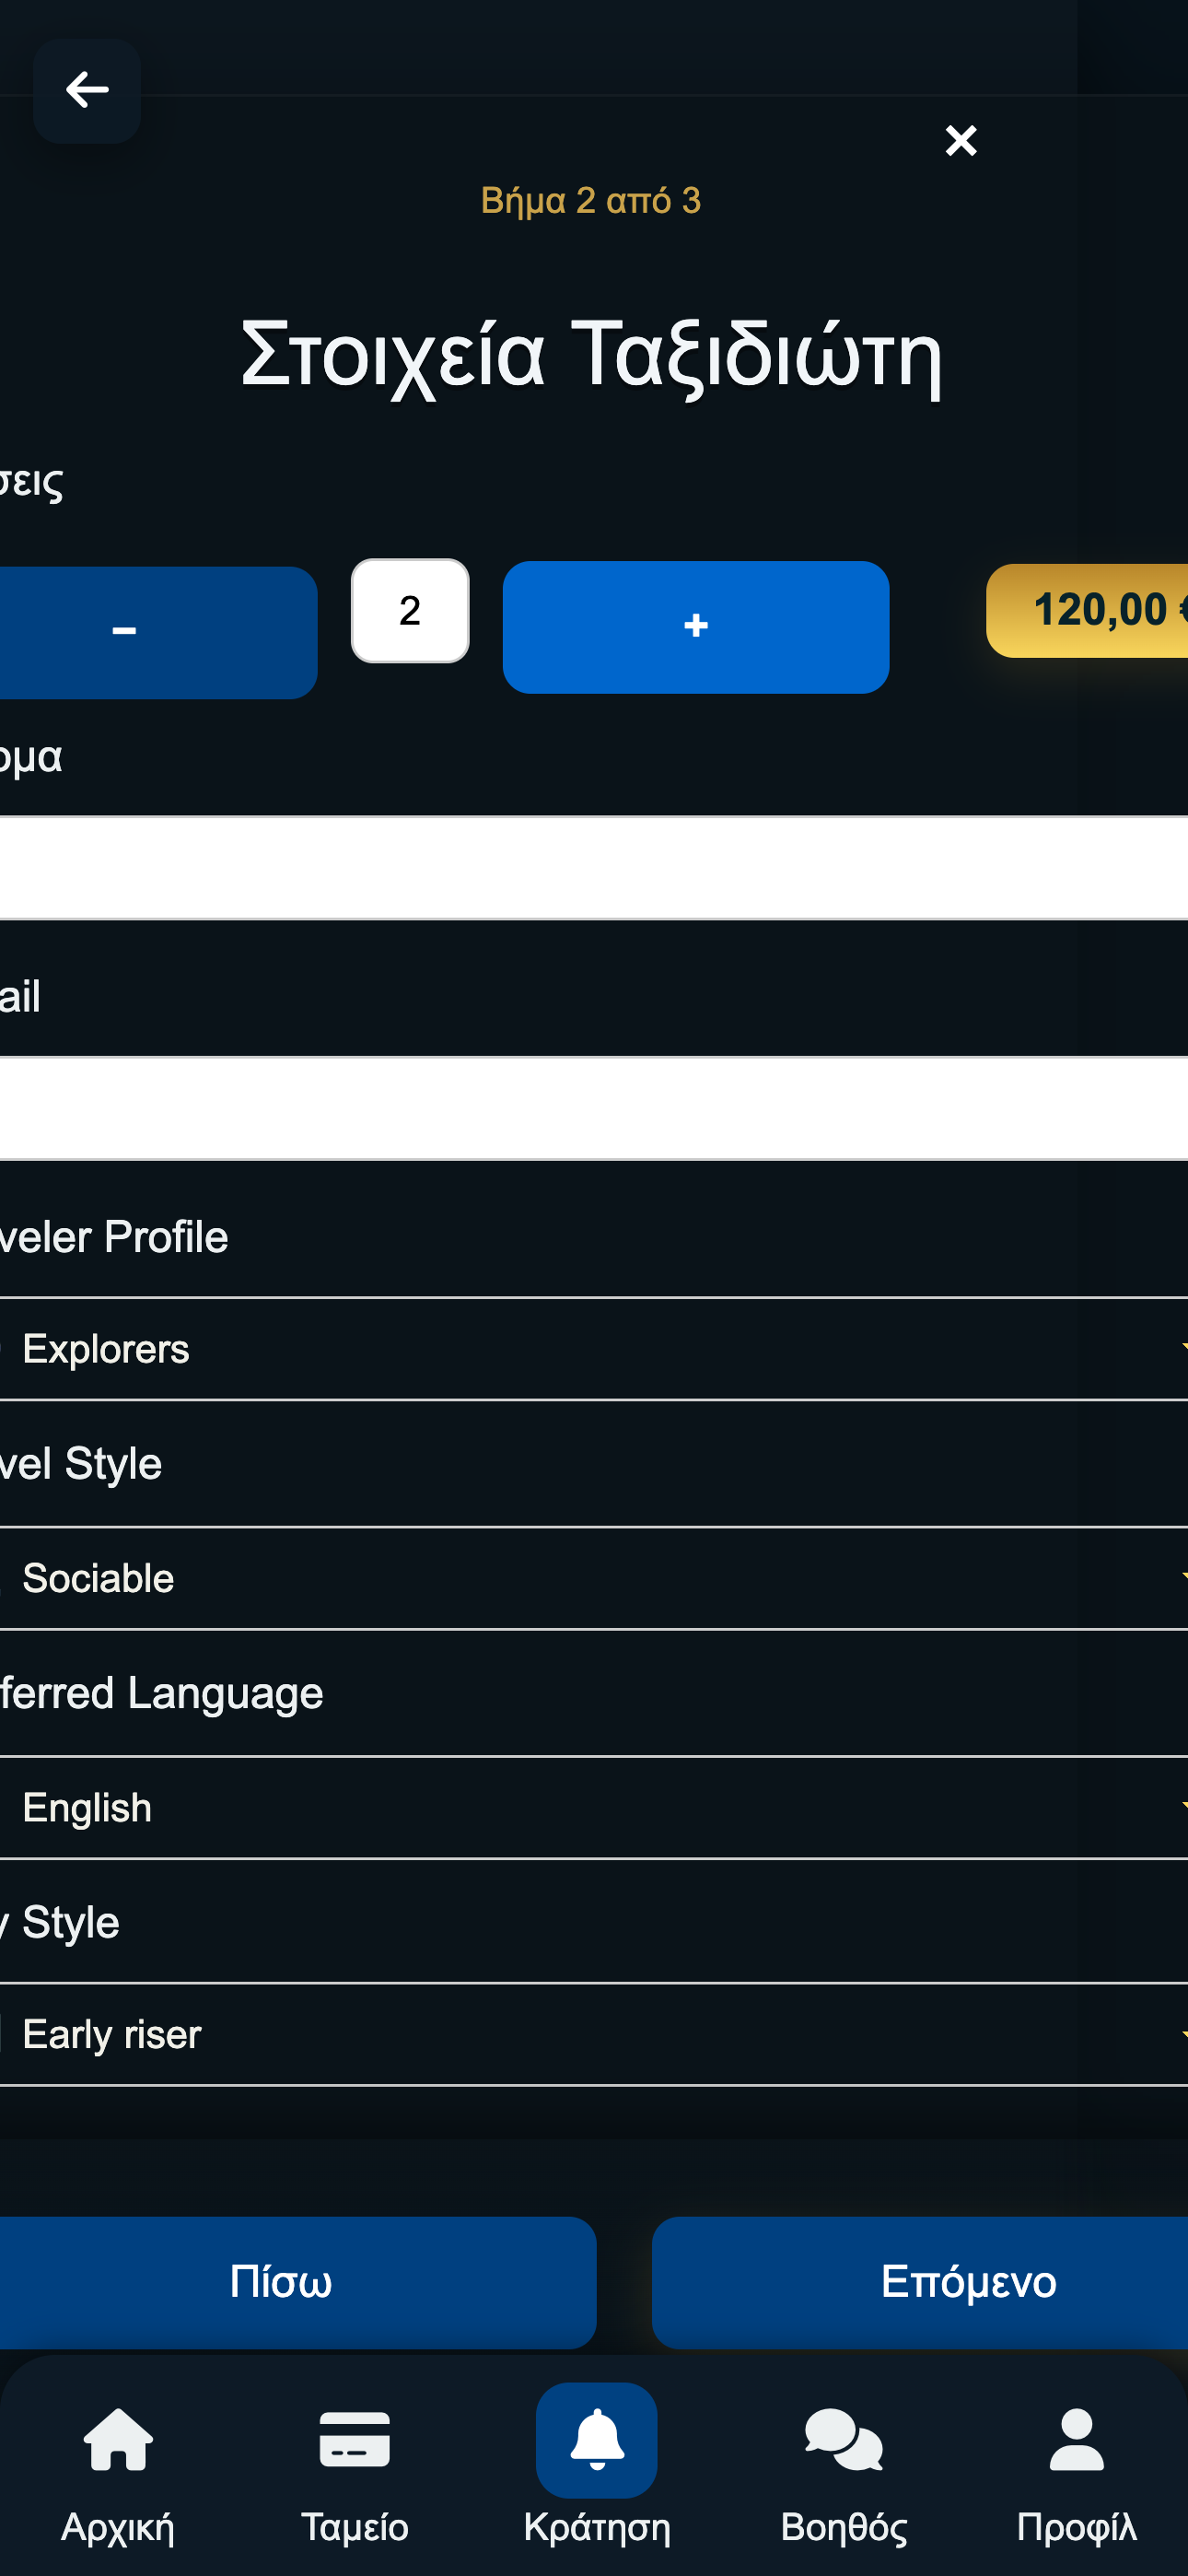 Βήμα 2 από 3
Στοιχεία Ταξιδιώτη
σεις
− 2 + 120,00 €
ομα
ail
veler Profile
Explorers
vel Style
Sociable
ferred Language
English
y Style
Early riser
Πίσω Επόμενο
Αρχική Ταμείο Κράτηση Βοηθός Προφίλ